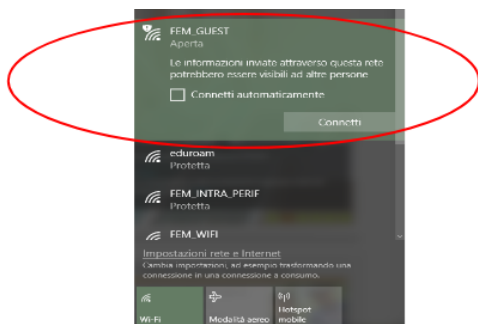 FEM_GUEST
Aperta
Le informazioni inviate attraverso questa rete
potrebbero essere visibili ad altre persone
Connetti automaticamente
Connetti
eduroam
Protetta
FEM_INTRA_PERIF
Protetta
FEM_WIFI
Impostazioni rete e Internet
Cambia impostazioni, ad esempio trasformando una
connessione in una connessione a consumo.
Wi-Fi
Modalità aereo
Hotspot
mobile